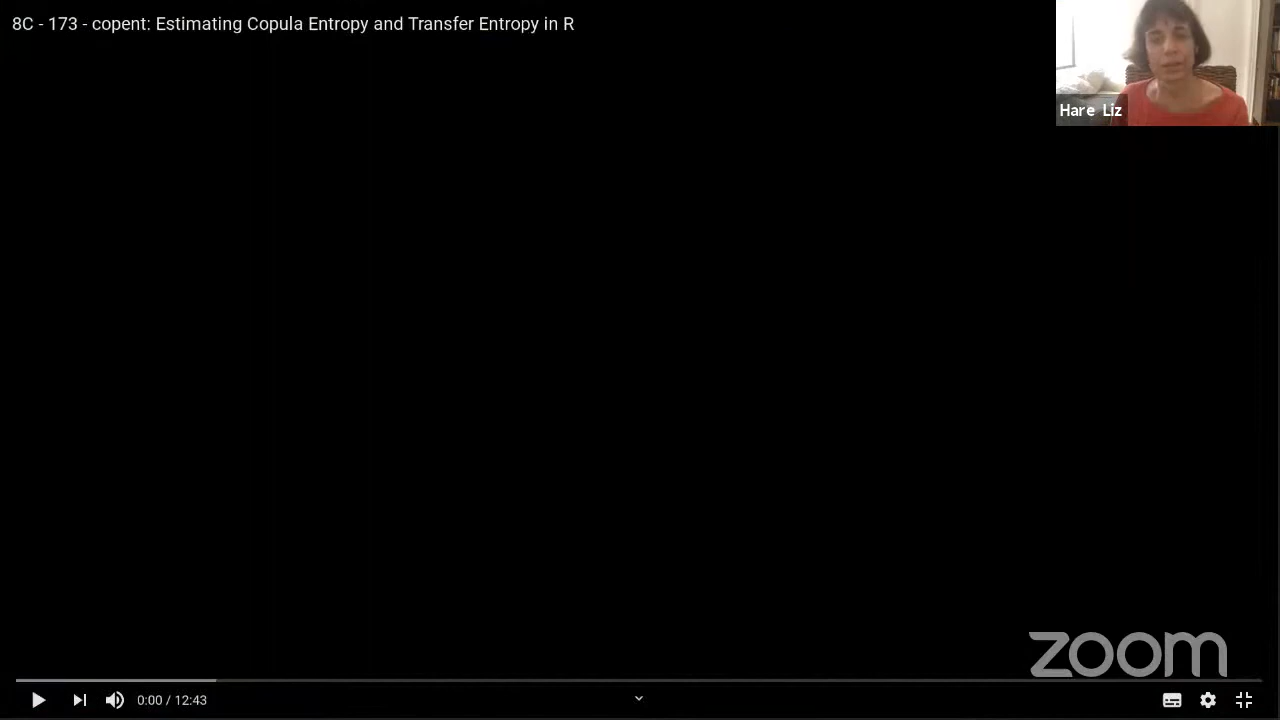 8C - 173 - copent: Estimating Copula Entropy and Transfer Entropy in R
Hare Liz
zoom
0:00 / 12:43